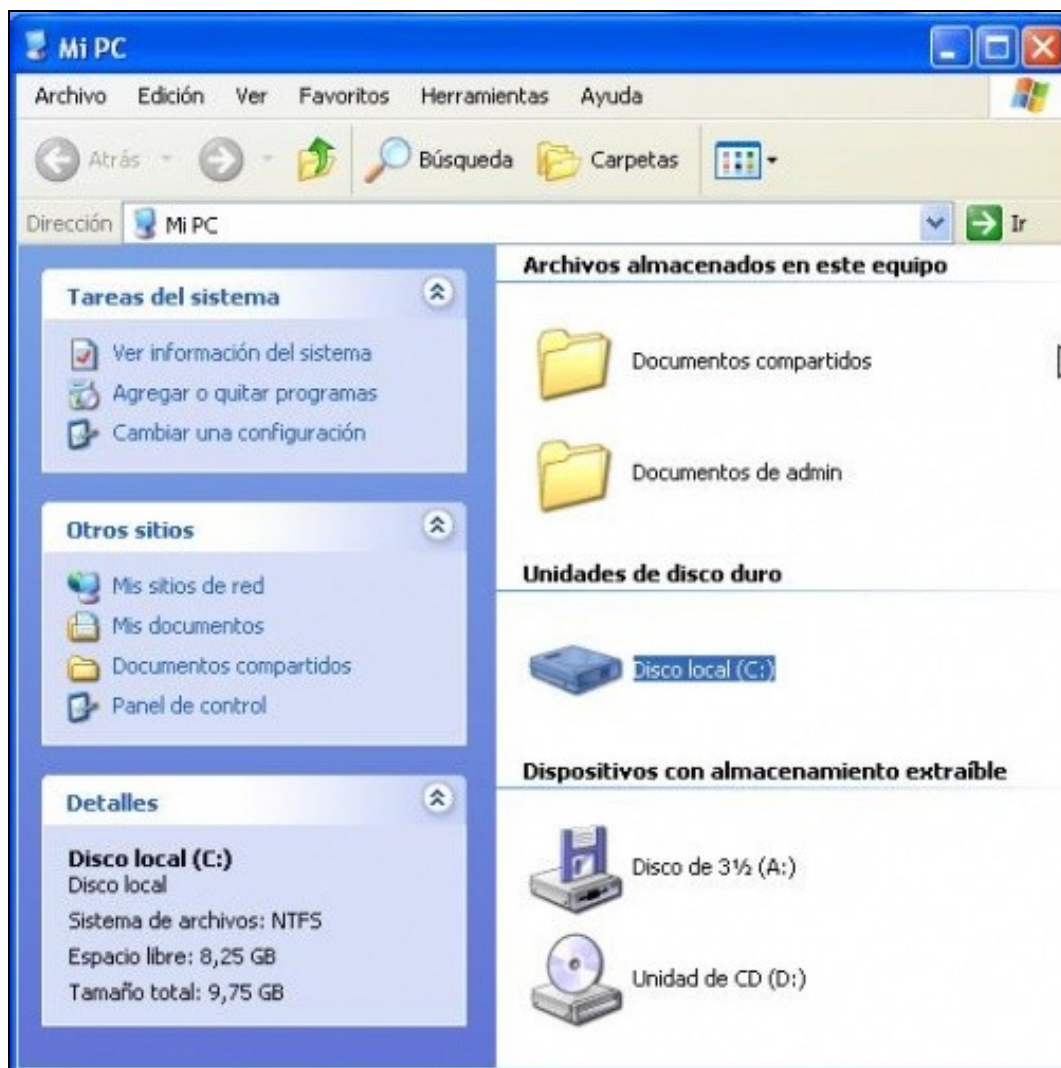 Mi PC
Archivo Edición Ver Favoritos Herramientas Ayuda
Atrás Búsqueda Carpetas
Dirección Mi PC Ir
Tareas del sistema
Ver información del sistema
Agregar o quitar programas
Cambiar una configuración
Otros sitios
Mis sitios de red
Mis documentos
Documentos compartidos
Panel de control
Detalles
Disco local (C:)
Disco local
Sistema de archivos: NTFS
Espacio libre: 8,25 GB
Tamaño total: 9,75 GB
Archivos almacenados en este equipo
Documentos compartidos
Documentos de admin
Unidades de disco duro
Disco local (C:)
Dispositivos con almacenamiento extraíble
Disco de 3½ (A:)
Unidad de CD (D:)